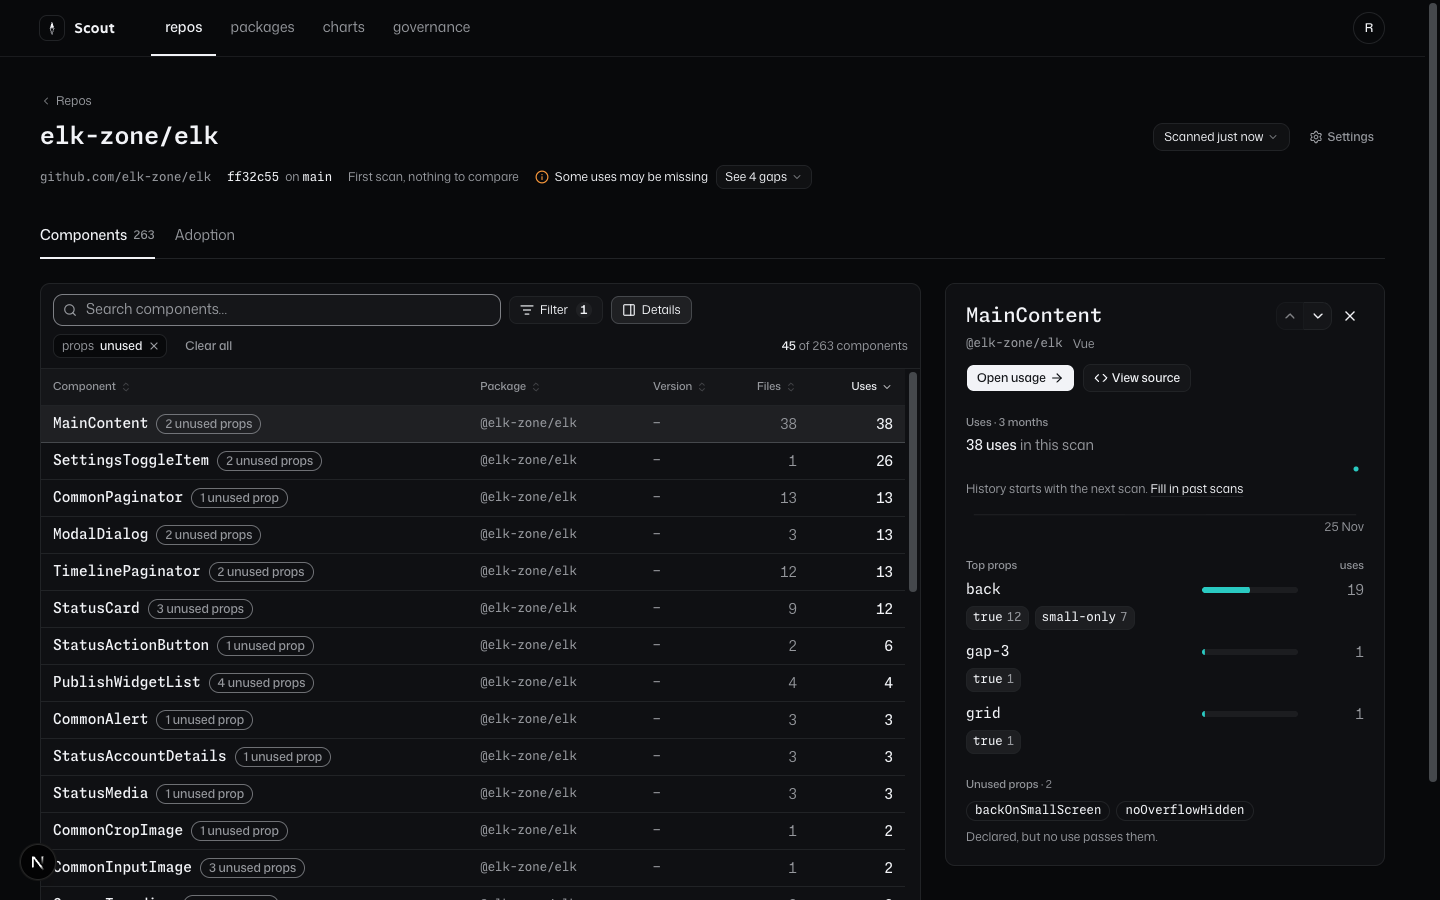 Scout
repos packages charts governance
R
Repos
elk-zone/elk
Scanned just now
Settings
github.com/elk-zone/elk ff32c55 on main First scan, nothing to compare Some uses may be missing See 4 gaps
Components 263 Adoption
Search components...
Filter 1
Details
props unused
Clear all
45 of 263 components
Component Package Version Files Uses
MainContent 2 unused props @elk-zone/elk – 38 38
SettingsToggleItem 2 unused props @elk-zone/elk – 1 26
CommonPaginator 1 unused prop @elk-zone/elk – 13 13
ModalDialog 2 unused props @elk-zone/elk – 3 13
TimelinePaginator 2 unused props @elk-zone/elk – 12 13
StatusCard 3 unused props @elk-zone/elk – 9 12
StatusActionButton 1 unused prop @elk-zone/elk – 2 6
PublishWidgetList 4 unused props @elk-zone/elk – 4 4
CommonAlert 1 unused prop @elk-zone/elk – 3 3
StatusAccountDetails 1 unused prop @elk-zone/elk – 3 3
StatusMedia 1 unused prop @elk-zone/elk – 3 3
CommonCropImage 1 unused prop @elk-zone/elk – 1 2
CommonInputImage 3 unused props @elk-zone/elk – 1 2
N
MainContent
@elk-zone/elk Vue
Open usage
View source
Uses · 3 months
38 uses in this scan
History starts with the next scan. Fill in past scans
25 Nov
Top props uses
back 19
true 12 small-only 7
gap-3 1
true 1
grid 1
true 1
Unused props · 2
backOnSmallScreen noOverflowHidden
Declared, but no use passes them.